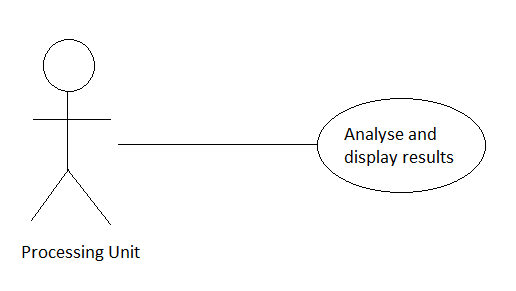 Analyse and
display results
Processing Unit